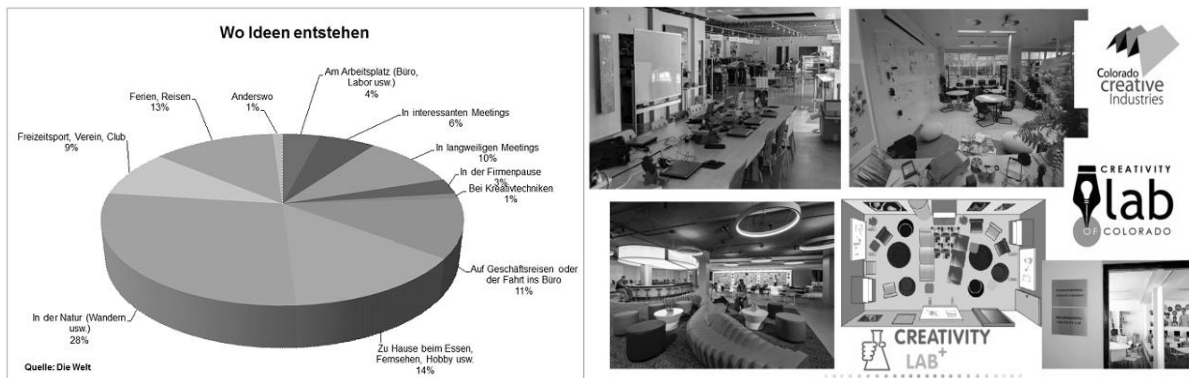 Wo Ideen entstehen
Am Arbeitsplatz (Büro,
Labor usw.)
4%
In interessanten Meetings
6%
In langweiligen Meetings
10%
In der Firmenpause
3%
Bei Kreativtechniken
1%
Auf Geschäftsreisen oder
der Fahrt ins Büro
11%
Zu Hause beim Essen,
Fernsehen, Hobby usw.
14%
In der Natur (Wandern
usw.)
28%
Freizeitsport, Verein, Club
9%
Ferien, Reisen
13%
Anderswo
1%
Quelle: Die Welt
Colorado
creative
Industries
CREATIVITY
lab
OF COLORADO
CREATIVITY
LAB+